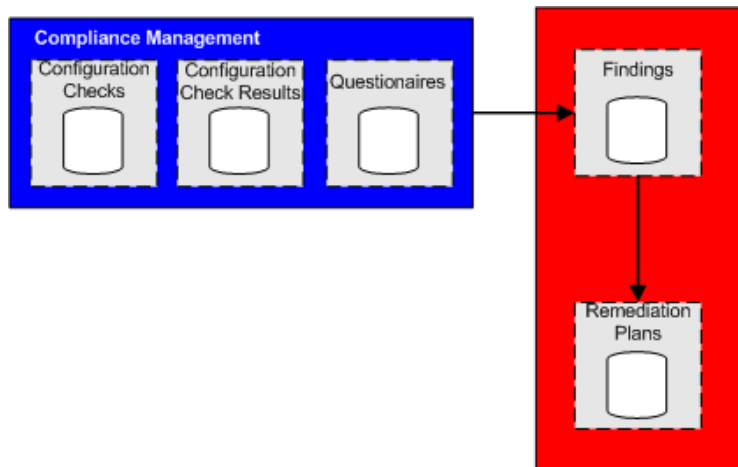 Compliance Management
Configuration
Checks
Configuration
Check Results
Questionaires
Findings
Remediation
Plans